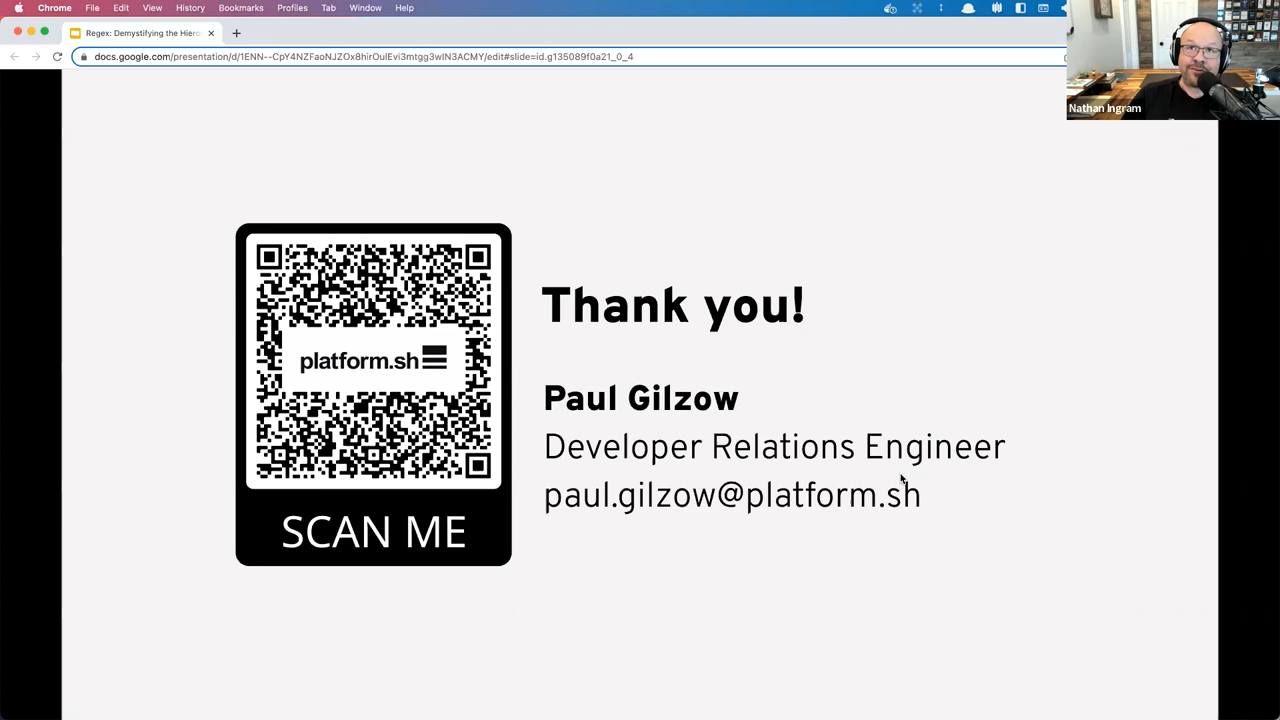 Chrome File Edit View History Bookmarks Profiles Tab Window Help
Regex: Demystifying the Hiero
docs.google.com/presentation/d/1ENN--CpY4NZFaoNJZOx8hirOuIEvi3mtgg3wIN3ACMY/edit#slide=id.g135089f0a21_0_4
Nathan Ingram
platform.sh
SCAN ME
Thank you!
Paul Gilzow
Developer Relations Engineer
paul.gilzow@platform.sh